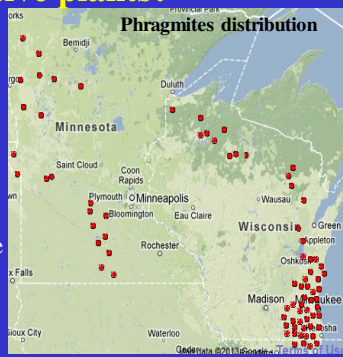 Provincial Park
Phragmites distribution
Bemidji
Duluth
Minnesota
Saint Cloud
Coon
Rapids
Plymouth
Minneapolis
Bloomington
Eau Claire
Wausau
Wisconsin
Green
Appleton
Oshkosh
Rochester
Madison
Milwaukee
x Falls
Sioux City
Waterloo
Terms of Use